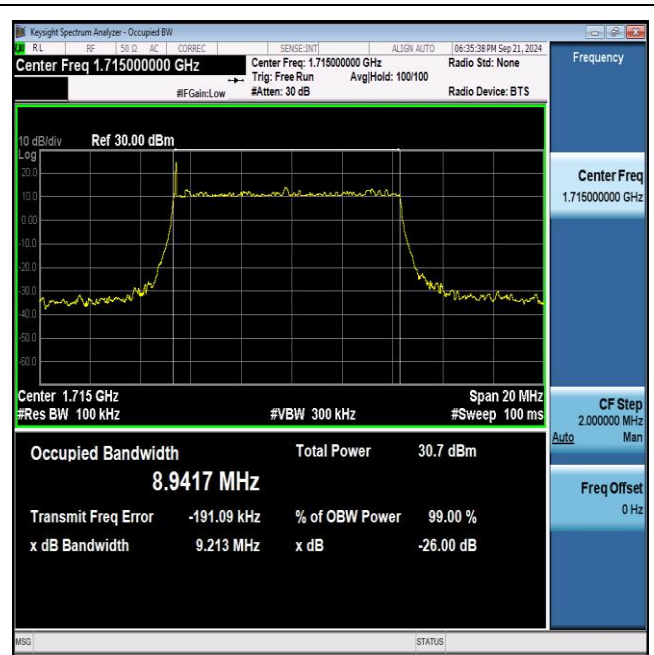 Keysight Spectrum Analyzer - Occupied BW
RL RF 50 Ω AC CORREC SENSE:INT ALIGN AUTO 06:35:38 PM Sep 21, 2024
Center Freq 1.715000000 GHz Center Freq: 1.715000000 GHz Radio Std: None
Trig: Free Run Avg|Hold: 100/100
#IFGain:Low #Atten: 30 dB Radio Device: BTS
Frequency
10 dB/div Ref 30.00 dBm
Log
20.0
10.0
0.00
-10.0
-20.0
-30.0
-40.0
-50.0
-60.0
Center 1.715 GHz Span 20 MHz
#Res BW 100 kHz #VBW 300 kHz #Sweep 100 ms
Center Freq
1.715000000 GHz
CF Step
2.000000 MHz
Auto Man
Freq Offset
0 Hz
Occupied Bandwidth Total Power 30.7 dBm
8.9417 MHz
Transmit Freq Error -191.09 kHz % of OBW Power 99.00 %
x dB Bandwidth 9.213 MHz x dB -26.00 dB
MSG STATUS